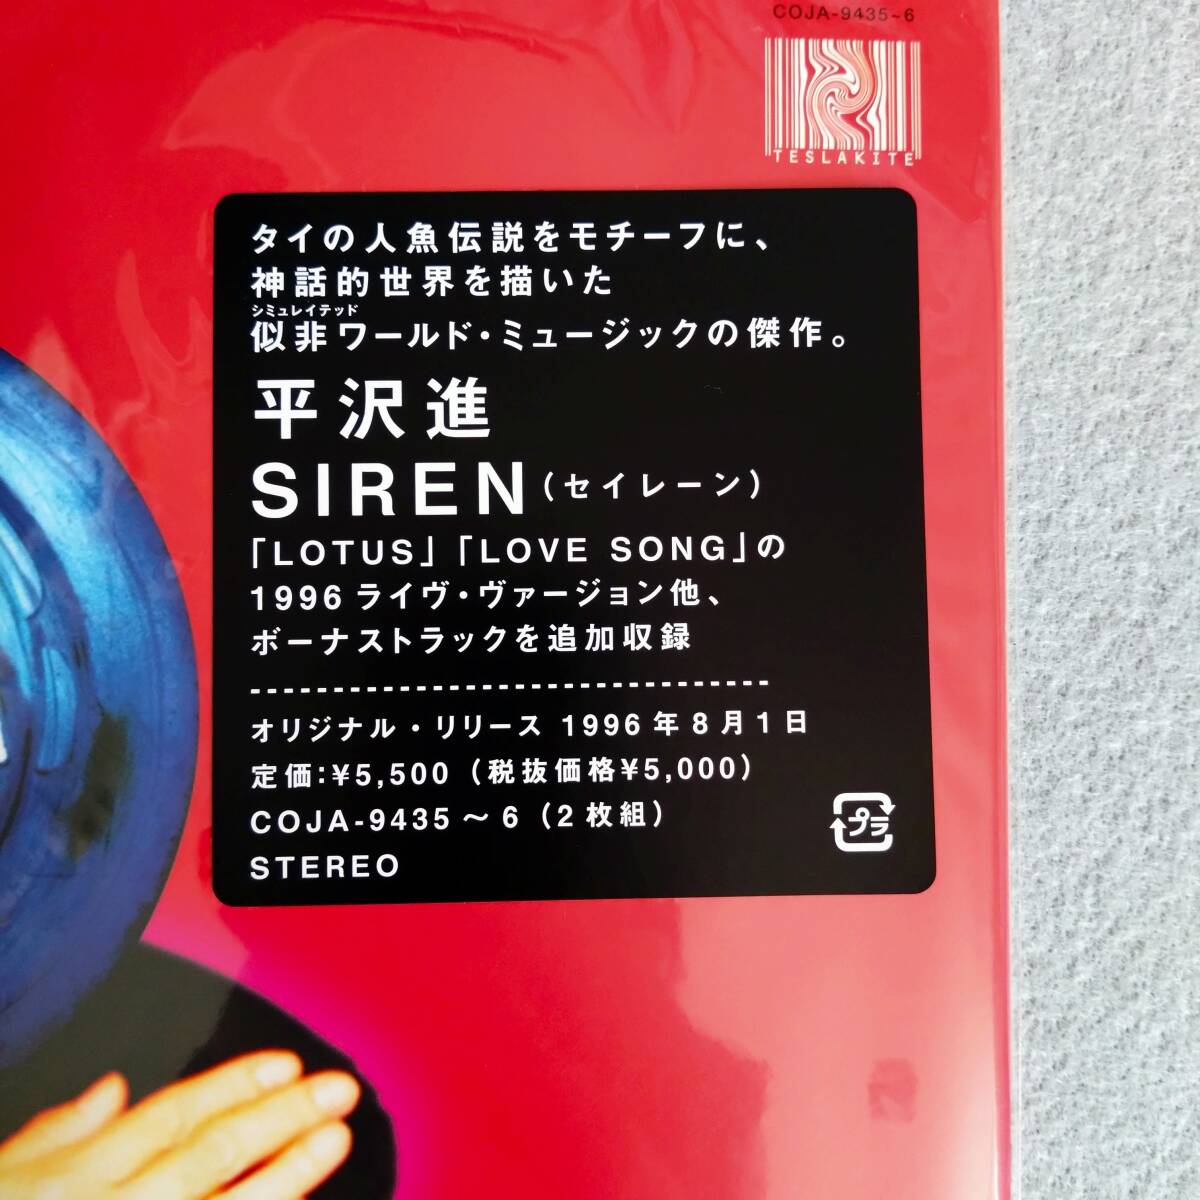 COJA-9435~6
TESLAKITE
タイの人魚伝説をモチーフに、
神話的世界を描いた
シミュレイテッド
似非ワールド・ミュージックの傑作。
平沢進
SIREN（セイレーン）
「LOTUS」「LOVE SONG」の
1996ライヴ・ヴァージョン他、
ボーナストラックを追加収録
オリジナル・リリース 1996年8月1日
定価:¥5,500（税抜価格¥5,000）
COJA-9435～6（2枚組）
プラ
STEREO